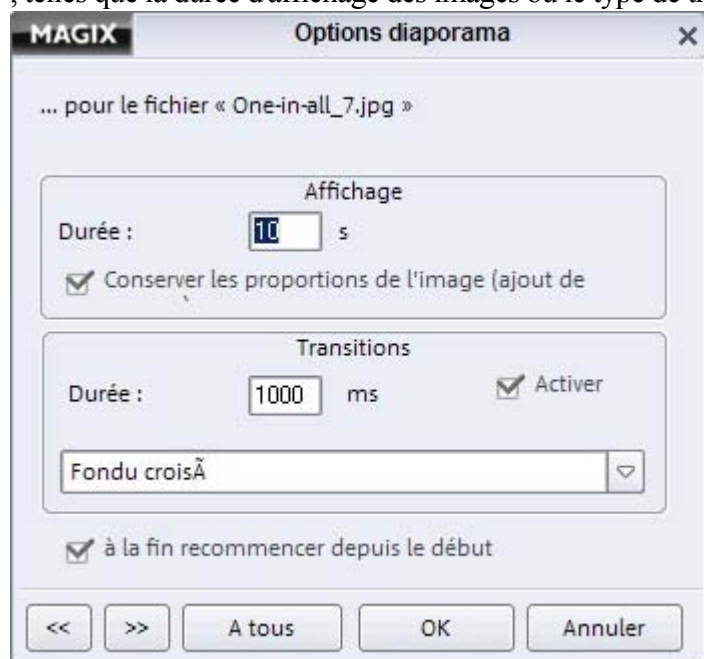 , telles que la durée d'affichage des images ou le type de
MAGIX Options diaporama
... pour le fichier « One-in-all_7.jpg »
Affichage
Durée : 10 s
Conserver les proportions de l'image (ajout de
Transitions
Durée : 1000 ms Activer
Fondu croisÃ
à la fin recommencer depuis le début
<< >> A tous OK Annuler